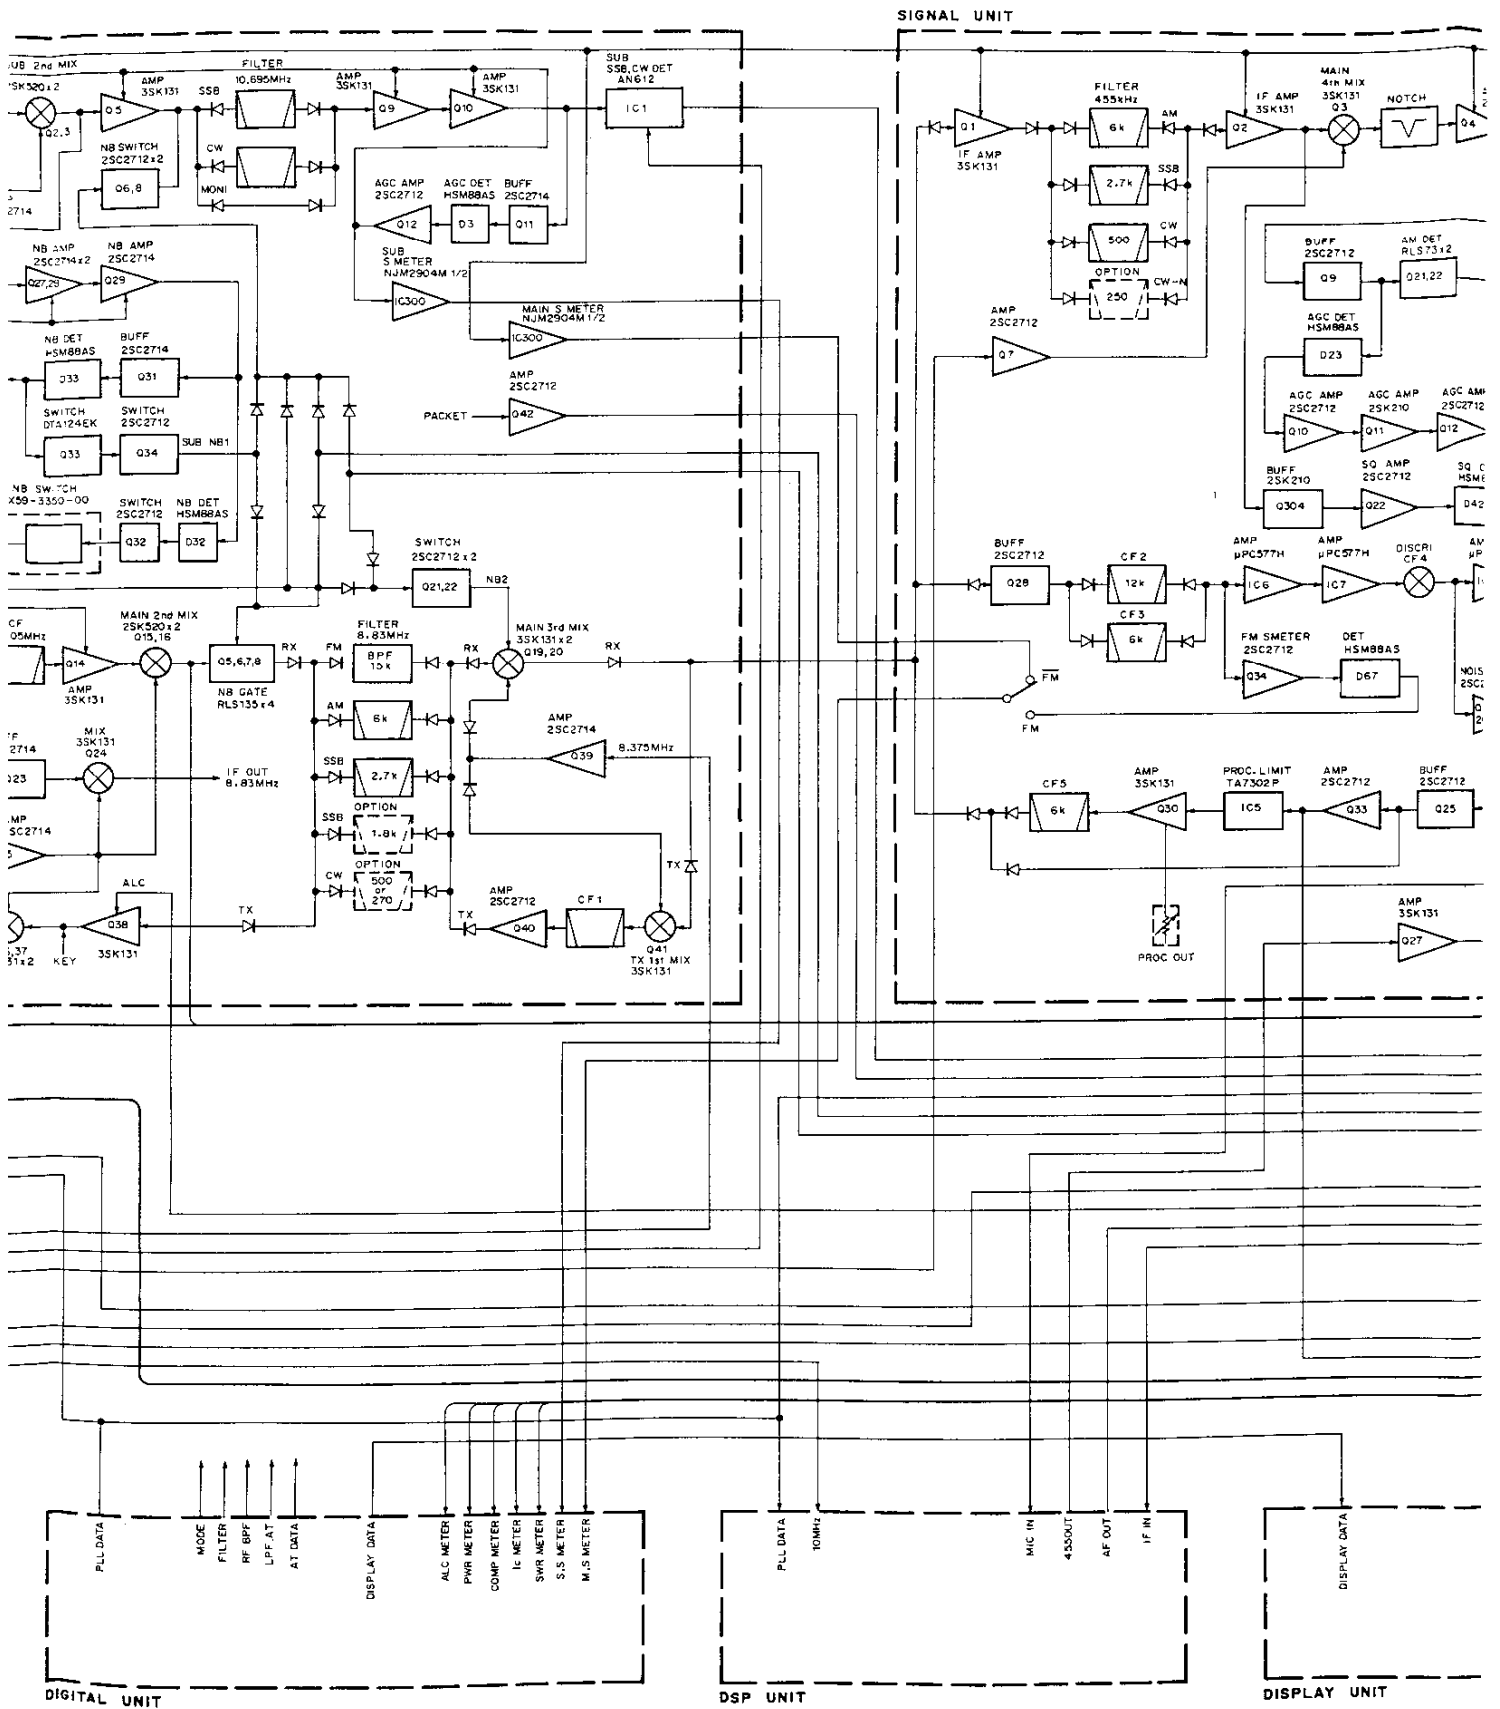 SIGNAL UNIT
SUB 2nd MIX
2SK520x2
Q2,3
AMP
3SK131
Q5
SSB
FILTER
10.695MHz
AMP
3SK131
Q9
AMP
3SK131
Q10
SUB
SSB,CW DET
AN612
IC1
NB SWITCH
2SC2712x2
Q6,8
CW
MONI
AGC AMP
2SC2712
Q12
AGC DET
HSM88AS
D3
BUFF
2SC2714
Q11
2714
NB AMP
2SC2714x2
Q27,29
NB AMP
2SC2714
Q29
SUB
S METER
NJM2904M 1/2
IC300
MAIN S METER
NJM2904M 1/2
IC300
NB DET
HSM88AS
D33
BUFF
2SC2714
Q31
AMP
2SC2712
PACKET
Q42
SWITCH
DTA124EK
Q33
SWITCH
2SC2712
Q34
SUB NB1
NB SWITCH
X59-3350-00
SWITCH
2SC2712
Q32
NB DET
HSM88AS
D32
SWITCH
2SC2712x2
Q21,22
NB2
CF
Q14
AMP
3SK131
MAIN 2nd MIX
2SK520x2
Q15,16
Q5,6,7,8
NB GATE
RLS135x4
RX
FM
FILTER
8.83MHz
BPF
15k
RX
MAIN 3rd MIX
3SK131x2
Q19,20
RX
AM
6k
SSB
2.7k
OPTION
SSB
1.8k
OPTION
CW
500
or
270
MIX
3SK131
Q24
2714
Q23
IF OUT
8.83MHz
AMP
2SC2714
Q39
8.375MHz
ALC
Q38
3SK131
KEY
TX
TX
AMP
2SC2712
Q40
CF1
TX
Q41
TX 1st MIX
3SK131
Q1
IF AMP
3SK131
FILTER
455kHz
6k
AM
2.7k
SSB
500
CW
OPTION
250
CW-N
IF AMP
3SK131
Q2
MAIN
4th MIX
3SK131
Q3
NOTCH
Q4
AMP
2SC2712
Q7
BUFF
2SC2712
Q9
AM DET
RLS73x2
Q21,22
AGC DET
HSM88AS
D23
AGC AMP
2SC2712
Q10
AGC AMP
2SK210
Q11
AGC AMP
2SC2712
Q12
BUFF
2SK210
Q304
SQ AMP
2SC2712
Q22
D42
BUFF
2SC2712
Q28
CF2
12k
CF3
6k
AMP
µPC577H
IC6
AMP
µPC577H
IC7
DISCRI
CF4
FM SMETER
2SC2712
Q34
DET
HSM88AS
D67
FM
FM
CF5
6k
AMP
3SK131
Q30
PROC.LIMIT
TA7302P
IC5
AMP
2SC2712
Q33
BUFF
2SC2712
Q25
PROC OUT
AMP
3SK131
Q27
PLL DATA
MODE
FILTER
RF BPF
LPF.AT
AT DATA
DISPLAY DATA
ALC METER
PWR METER
COMP METER
Ic METER
SWR METER
S.S METER
M.S METER
PLL DATA
10MHz
MIC IN
455OUT
AF OUT
IF IN
DISPLAY DATA
DIGITAL UNIT
DSP UNIT
DISPLAY UNIT